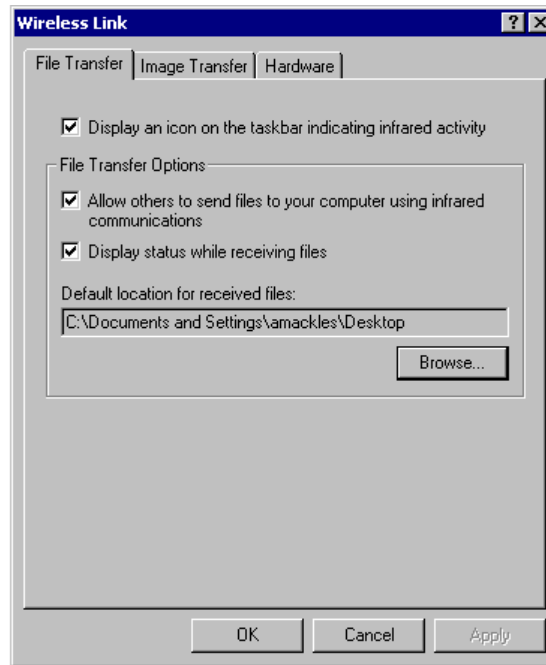 Wireless Link
File Transfer Image Transfer Hardware
Display an icon on the taskbar indicating infrared activity
File Transfer Options
Allow others to send files to your computer using infrared
communications
Display status while receiving files
Default location for received files:
C:\Documents and Settings\amackles\Desktop
Browse...
OK Cancel Apply